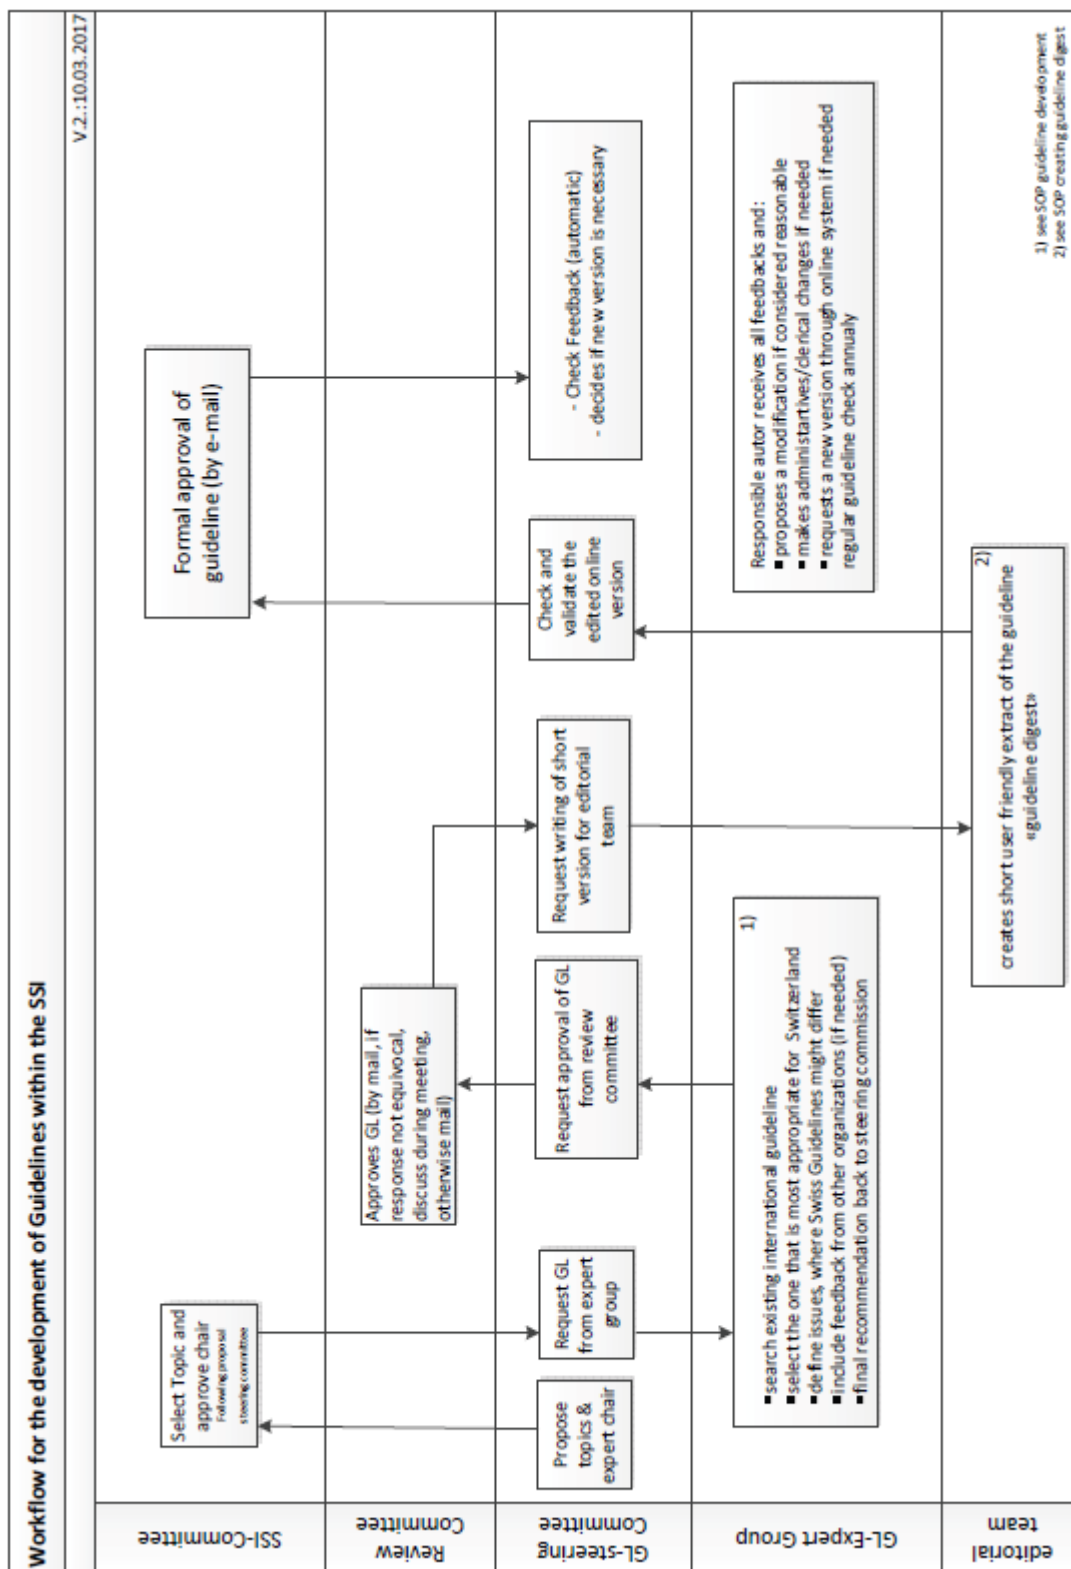 Workflow for the development of Guidelines within the SSI
V.2.:10.03.2017
SSI-Committee
Select Topic and
approve chair
Following proposal
steering committee
Formal approval of
guideline (by e-mail)
Review
Committee
Approves GL (by mail, if
response not equivocal,
discuss during meeting,
otherwise mail)
GL-steering
Committee
Propose
topics &
expert chair
Request GL
from expert
group
Request approval of GL
from review
committee
Request writing of short
version for editorial
team
Check and
validate the
edited online
version
- Check Feedback (automatic)
- decides if new version is necessary
GL-Expert Group
1)
▪search existing international guideline
▪select the one that is most appropriate for Switzerland
▪define issues, where Swiss Guidelines might differ
▪include feedback from other organizations (if needed)
▪final recommendation back to steering commission
Responsible autor receives all feedbacks and :
▪ proposes a modification if considered reasonable
▪ makes administartives/clerical changes if needed
▪ requests a new version through online system if needed
regular guideline check annualy
editorial
team
2)
creates short user friendly extract of the guideline
«guideline digest»
1) see SOP guideline development
2) see SOP creating guideline digest